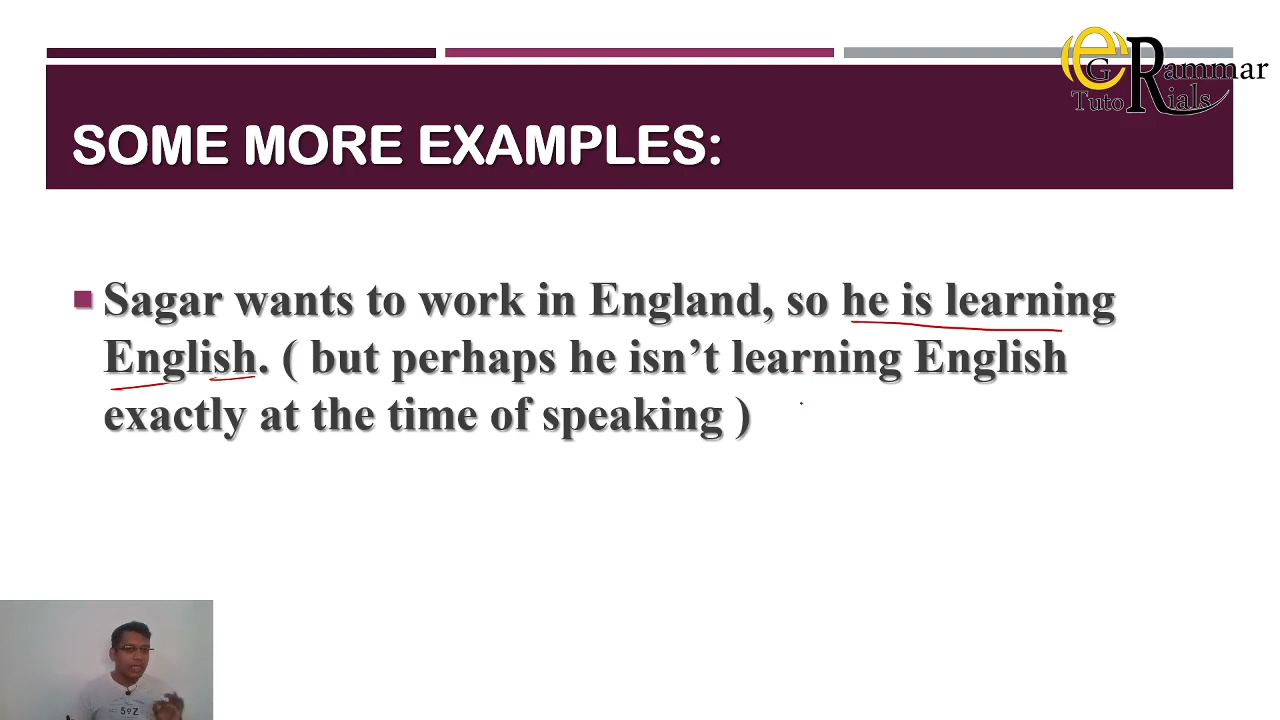 eGRammar
TutoRials
SOME MORE EXAMPLES:
Sagar wants to work in England, so he is learning
English. ( but perhaps he isn’t learning English
exactly at the time of speaking )
59Z